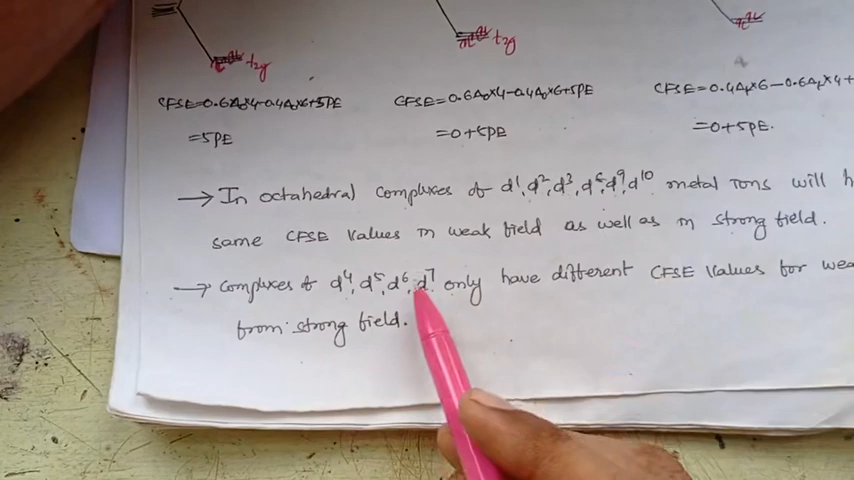 t₂g
t₂g
CFSE=0.6Δ₀×4-0.4Δ₀×6+5PE
CFSE=0.6Δ₀×4-0.4Δ₀×6+5PE
CFSE=0.4Δₜ×6-0.6Δₜ×4+
=5PE
=0+5PE
=0+5PE.
→ In octahedral complexes of d¹, d², d³, d⁸, d⁹, d¹⁰ metal ions will h
same CFSE values in weak field as well as in strong field.
→ Complexes of d⁴, d⁵, d⁶, d⁷ only have different CFSE values for wea
from strong field.